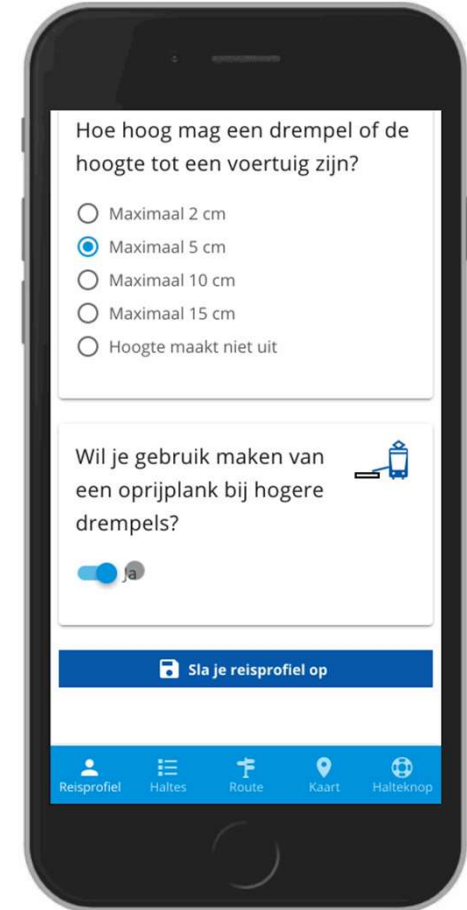 Hoe hoog mag een drempel of de
hoogte tot een voertuig zijn?
Maximaal 2 cm
Maximaal 5 cm
Maximaal 10 cm
Maximaal 15 cm
Hoogte maakt niet uit
Wil je gebruik maken van
een oprijplank bij hogere
drempels?
Ja
Sla je reisprofiel op
Reisprofiel Haltes Route Kaart Halteknop